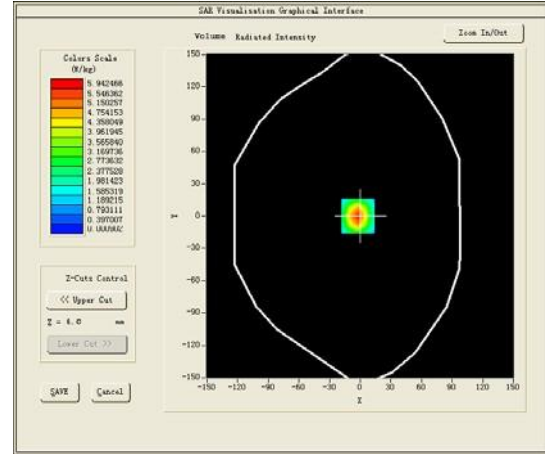 SAR Visualisation Graphical Interface
Volume Radiated Intensity
Zoom In/Out
Colors Scale
(W/kg)
5.942466
5.546362
5.150257
4.754153
4.358049
3.961945
3.565840
3.169736
2.773632
2.377528
1.981423
1.585319
1.189215
0.793111
0.397007
0.000902
Z-Cuts Control
<< Upper Cut
Z = 4.0 mm
Lower Cut >>
SAVE Cancel
150
120
90
60
30
0
-30
-60
-90
-120
-150
Y
-150 -120 -90 -60 -30 0 30 60 90 120 150
X